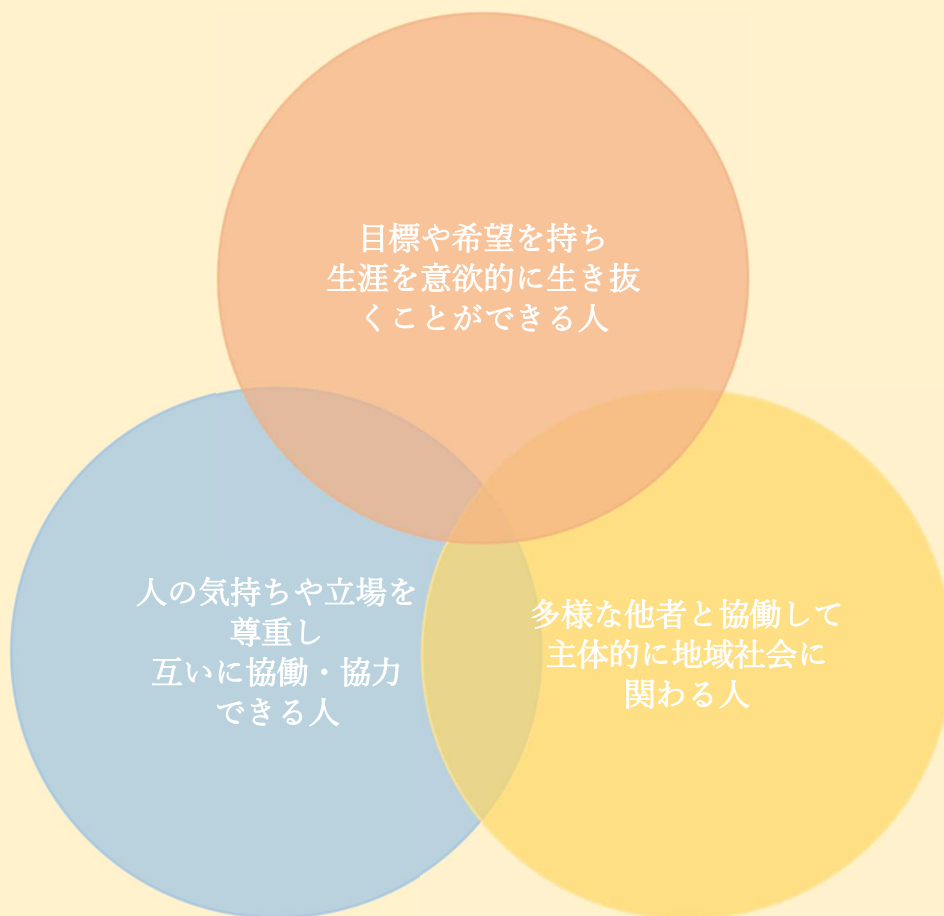 目標や希望を持ち
生涯を意欲的に生き抜
くことができる人
人の気持ちや立場を
尊重し
互いに協働・協力
できる人
多様な他者と協働して
主体的に地域社会に
関わる人